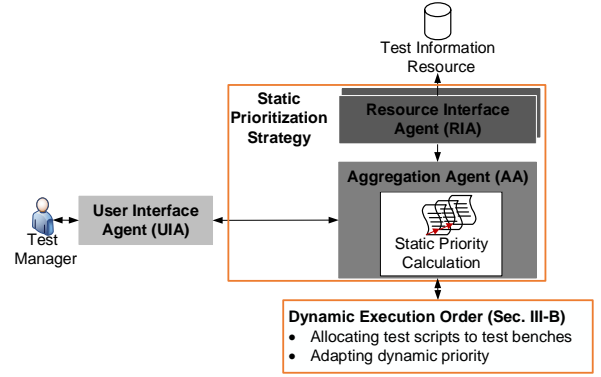 Test Information
Resource
Static
Prioritization
Strategy
Resource Interface
Agent (RIA)
Aggregation Agent (AA)
User Interface
Agent (UIA)
Test
Manager
Static Priority
Calculation
Dynamic Execution Order (Sec. III-B)
• Allocating test scripts to test benches
• Adapting dynamic priority